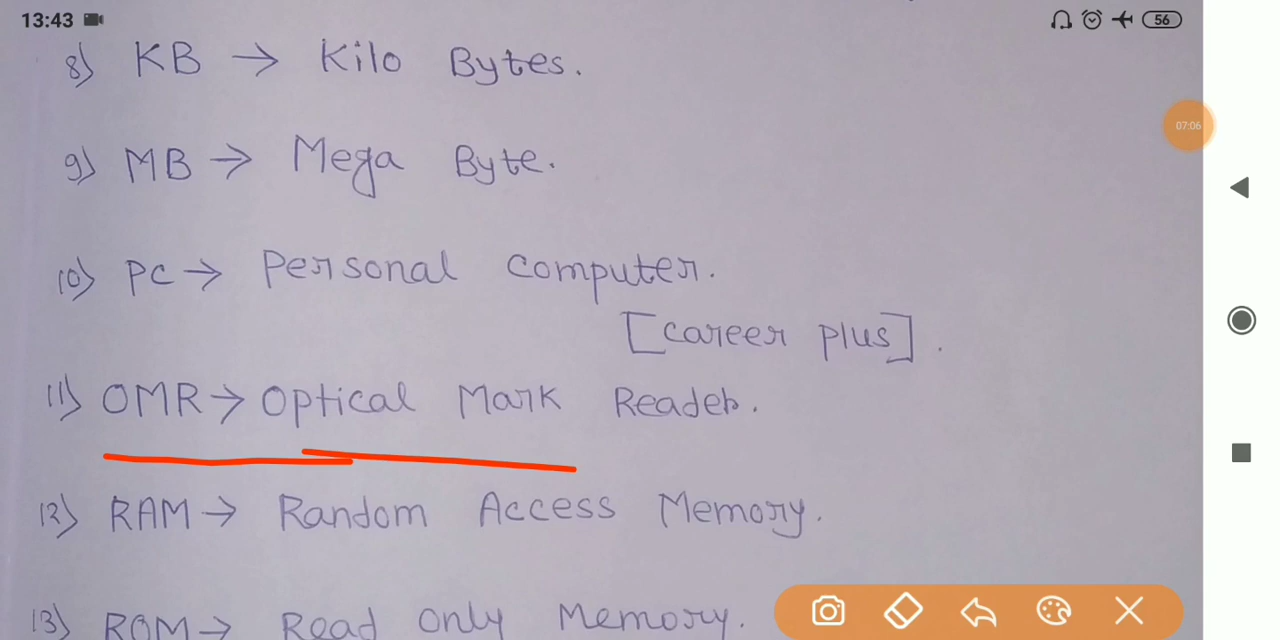 13:43
56
8) KB → Kilo Bytes.
07:06
9) MB → Mega Byte.
10) PC → Personal Computer.
[career plus].
11) OMR → Optical Mark Reader.
12) RAM → Random Access Memory.
13) ROM → Read Only Memory.